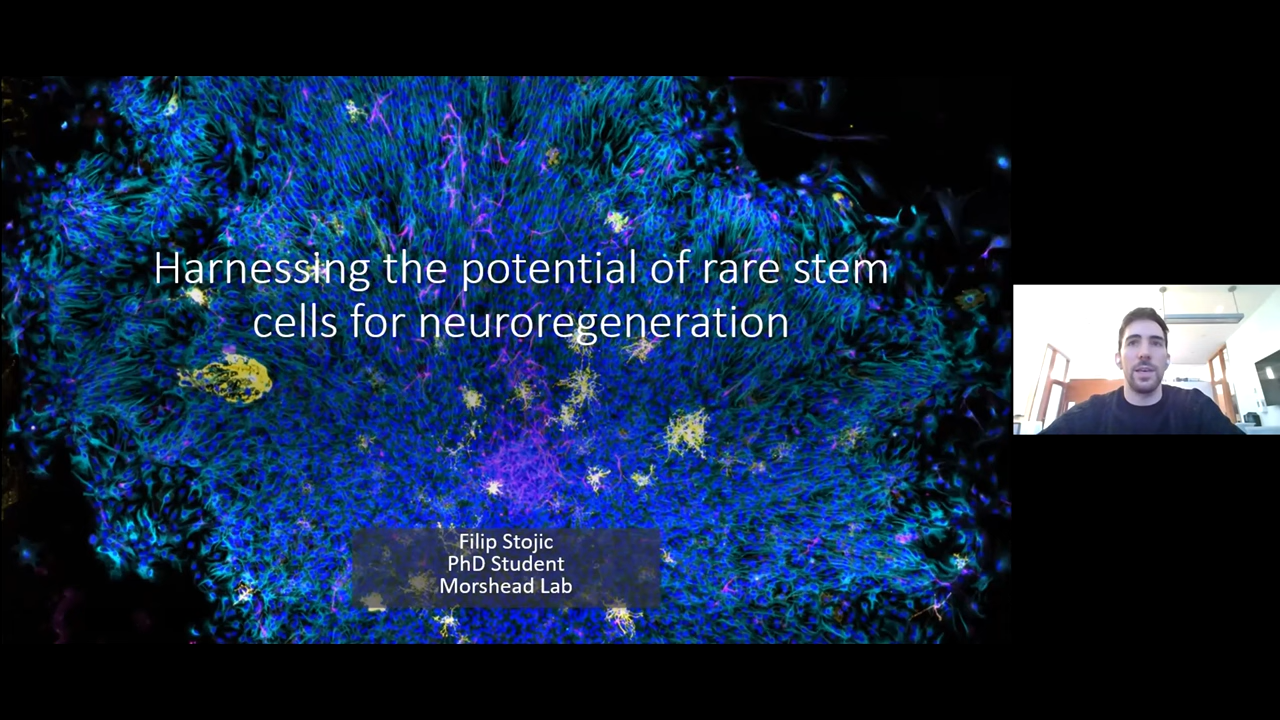 Harnessing the potential of rare stem
cells for neuroregeneration
Filip Stojic
PhD Student
Morshead Lab